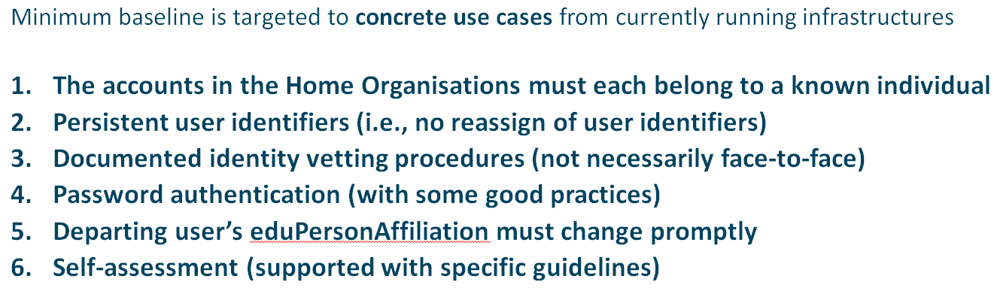 Minimum baseline is targeted to concrete use cases from currently running infrastructures
1. The accounts in the Home Organisations must each belong to a known individual
2. Persistent user identifiers (i.e., no reassign of user identifiers)
3. Documented identity vetting procedures (not necessarily face-to-face)
4. Password authentication (with some good practices)
5. Departing user’s eduPersonAffiliation must change promptly
6. Self-assessment (supported with specific guidelines)